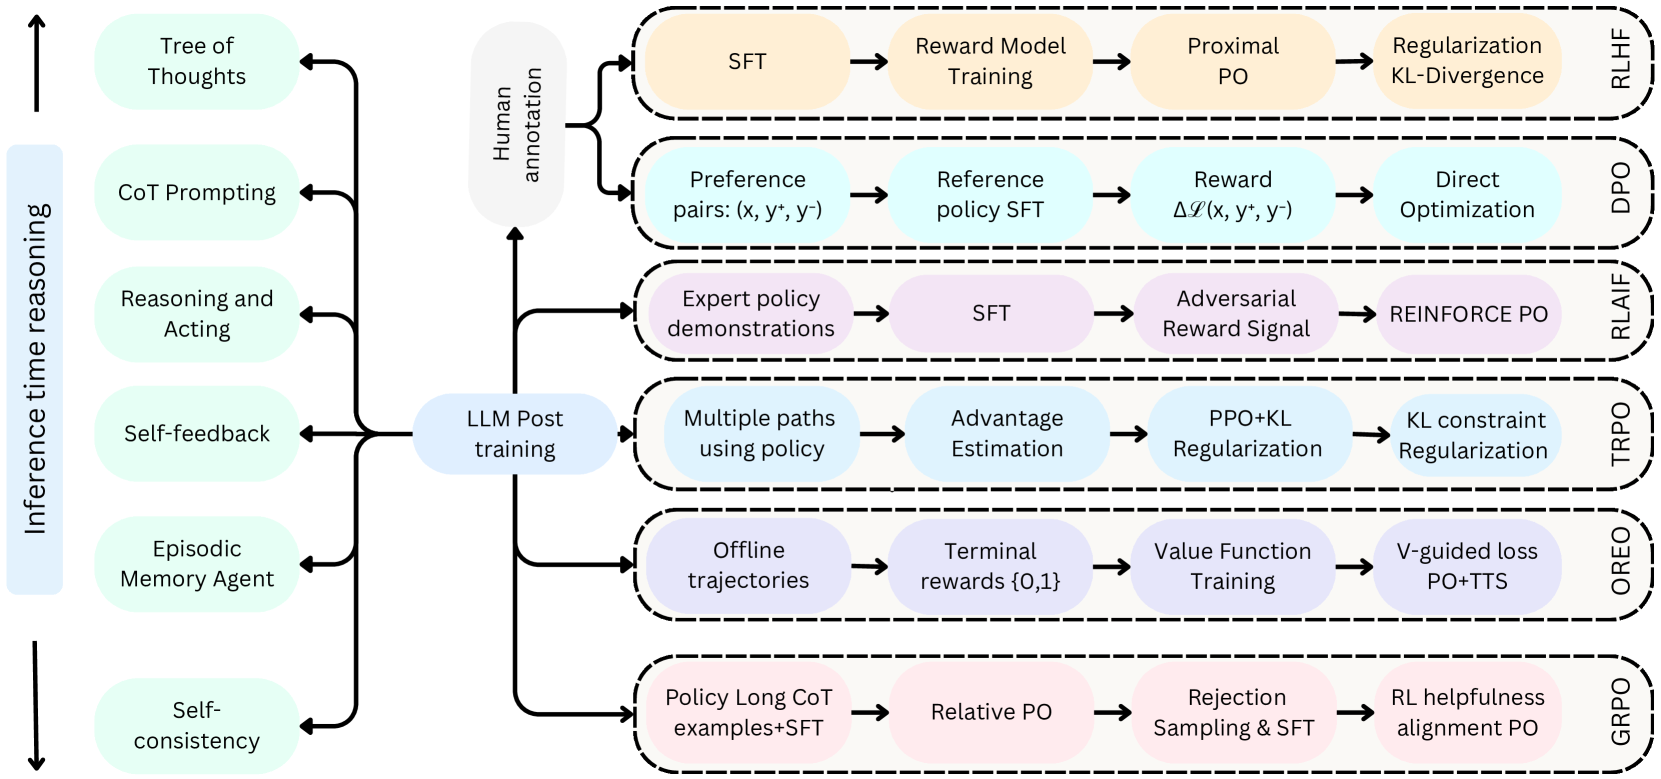 Inference time reasoning
Tree of
Thoughts
CoT Prompting
Reasoning and
Acting
Self-feedback
Episodic
Memory Agent
Self-
consistency
LLM Post
training
Human
annotation
SFT
Reward Model
Training
Proximal
PO
Regularization
KL-Divergence
RLHF
Preference
pairs: (x, y⁺, y⁻)
Reference
policy SFT
Reward
Δℒ(x, y⁺, y⁻)
Direct
Optimization
DPO
Expert policy
demonstrations
SFT
Adversarial
Reward Signal
REINFORCE PO
RLAIF
Multiple paths
using policy
Advantage
Estimation
PPO+KL
Regularization
KL constraint
Regularization
TRPO
Offline
trajectories
Terminal
rewards {0,1}
Value Function
Training
V-guided loss
PO+TTS
OREO
Policy Long CoT
examples+SFT
Relative PO
Rejection
Sampling & SFT
RL helpfulness
alignment PO
GRPO